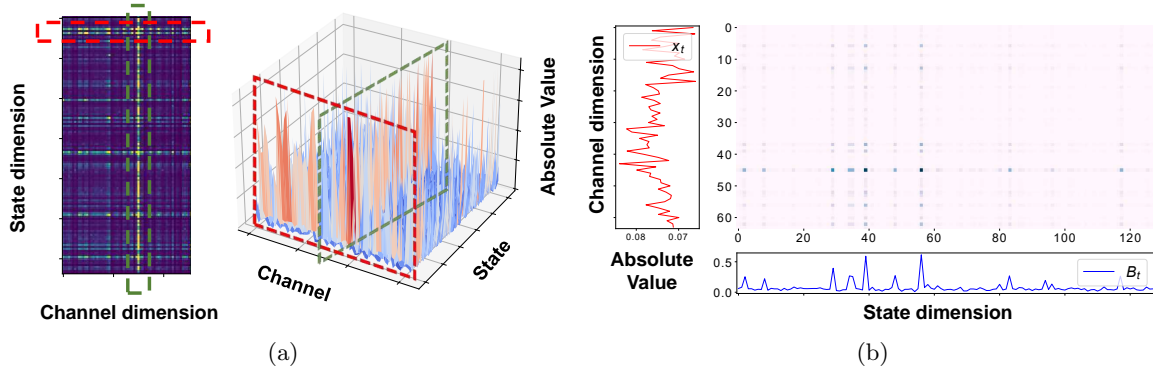 State dimension
Channel dimension
Channel
State
Absolute Value
(a)
Channel dimension
x_t
0.08 0.07
Absolute
Value
0
10
20
30
40
50
60
0 20 40 60 80 100 120
0.5
0.0
B_t
State dimension
(b)